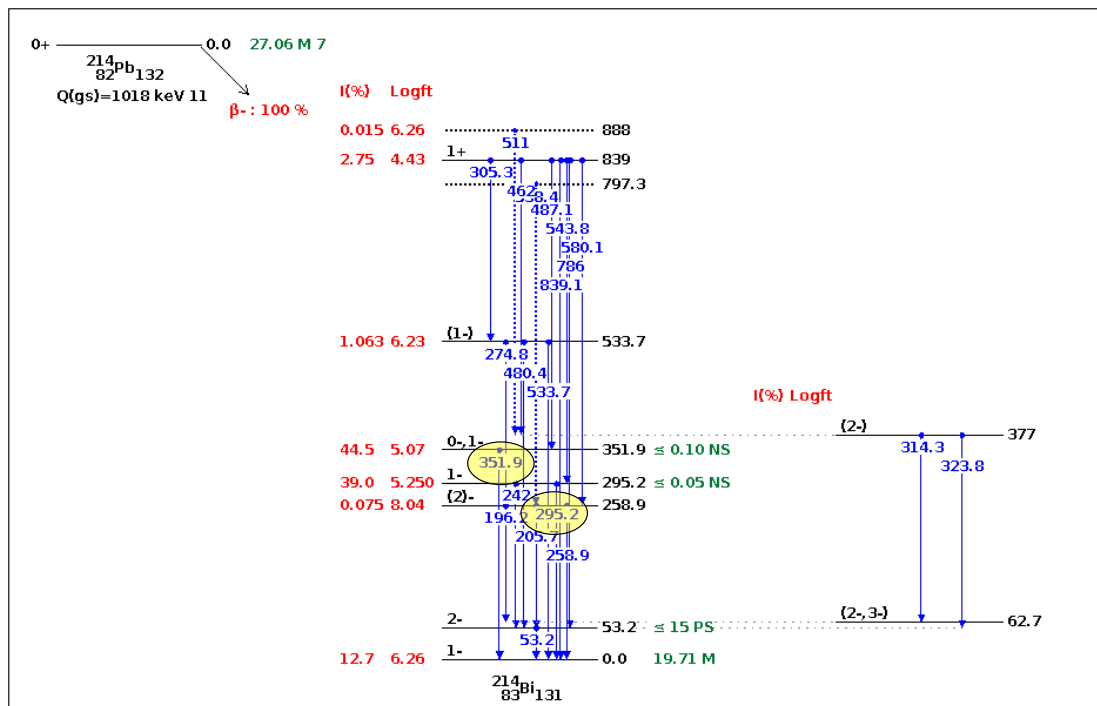 0+ 0.0 27.06 M 7
214
82Pb132
Q(gs)=1018 keV 11
β- : 100 %
I(%) Logft
0.015 6.26 888
511
1+
2.75 4.43 839
305.3
797.3
462 338.4
487.1
543.8
580.1
786
839.1
(1-)
1.063 6.23 533.7
274.8
480.4
533.7
I(%) Logft
(2-) 377
0-,1-
44.5 5.07 351.9 ≤ 0.10 NS
314.3
351.9
323.8
1-
39.0 5.250 295.2 ≤ 0.05 NS
242
(2)-
0.075 8.04 258.9
196.2 295.2
205.7
258.9
(2-,3-) 62.7
2- 53.2 ≤ 15 PS
53.2
1-
12.7 6.26 0.0 19.71 M
214
83Bi131